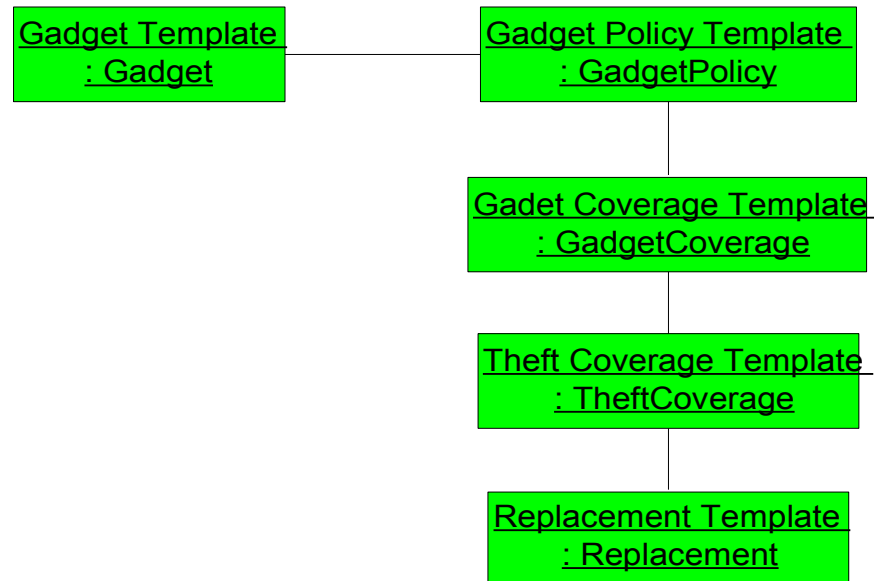 Gadget Template
: Gadget
Gadget Policy Template
: GadgetPolicy
Gadet Coverage Template
: GadgetCoverage
Theft Coverage Template
: TheftCoverage
Replacement Template
: Replacement